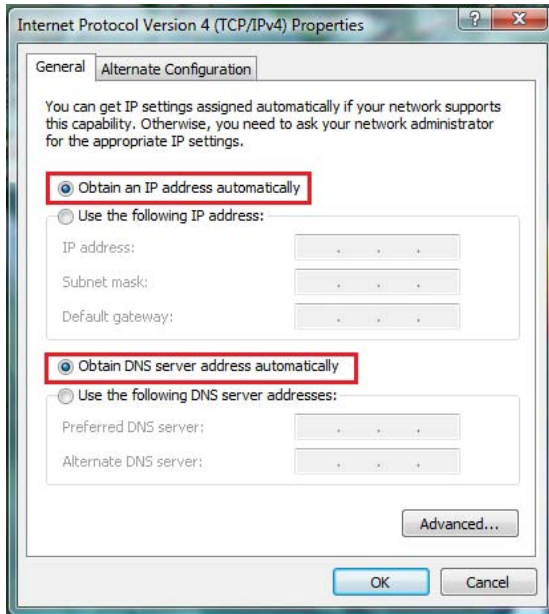 Internet Protocol Version 4 (TCP/IPv4) Properties
General
Alternate Configuration
You can get IP settings assigned automatically if your network supports
this capability. Otherwise, you need to ask your network administrator
for the appropriate IP settings.
Obtain an IP address automatically
Use the following IP address:
IP address:
Subnet mask:
Default gateway:
Obtain DNS server address automatically
Use the following DNS server addresses:
Preferred DNS server:
Alternate DNS server:
Advanced...
OK
Cancel